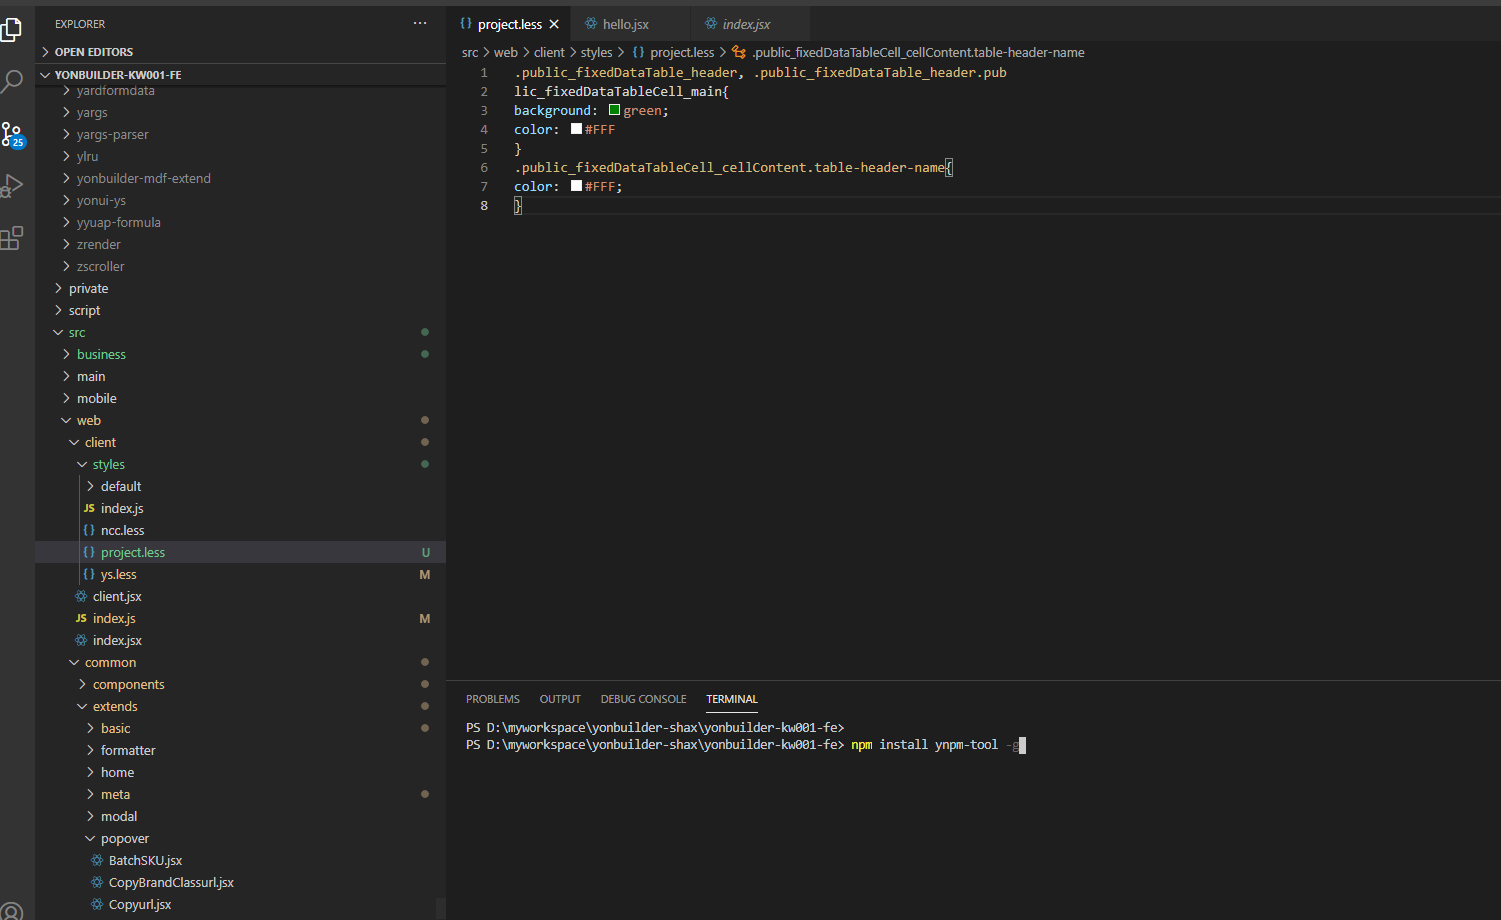 EXPLORER
OPEN EDITORS
YONBUILDER-KW001-FE
yardformdata
yargs
yargs-parser
ylru
yonbuilder-mdf-extend
yonui-ys
yyuap-formula
zrender
zscroller
private
script
src
business
main
mobile
web
client
styles
default
JS index.js
{} ncc.less
{} project.less U
{} ys.less M
client.jsx
JS index.js M
index.jsx
common
components
extends
basic
formatter
home
meta
modal
popover
BatchSKU.jsx
CopyBrandClassurl.jsx
Copyurl.jsx
25
{} project.less
hello.jsx
index.jsx
src > web > client > styles > {} project.less > .public_fixedDataTableCell_cellContent.table-header-name
1 .public_fixedDataTable_header, .public_fixedDataTable_header.pub
2 lic_fixedDataTableCell_main{
3 background: green;
4 color: #FFF
5 }
6 .public_fixedDataTableCell_cellContent.table-header-name{
7 color: #FFF;
8 }
PROBLEMS OUTPUT DEBUG CONSOLE TERMINAL
PS D:\myworkspace\yonbuilder-shax\yonbuilder-kw001-fe>
PS D:\myworkspace\yonbuilder-shax\yonbuilder-kw001-fe> npm install ynpm-tool -g